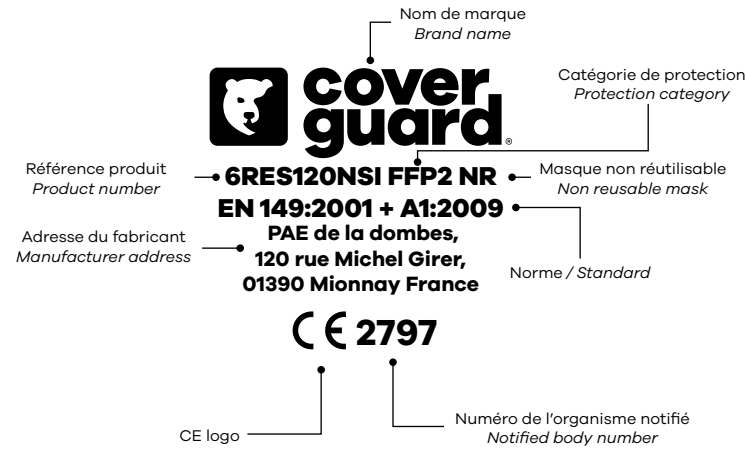 Nom de marque
Brand name
cover
guard®
Catégorie de protection
Protection category
Référence produit
Product number
6RES120NSI FFP2 NR
Masque non réutilisable
Non reusable mask
EN 149:2001 + A1:2009
Adresse du fabricant
Manufacturer address
PAE de la dombes,
120 rue Michel Girer,
01390 Mionnay France
Norme / Standard
CE 2797
CE logo
Numéro de l'organisme notifié
Notified body number